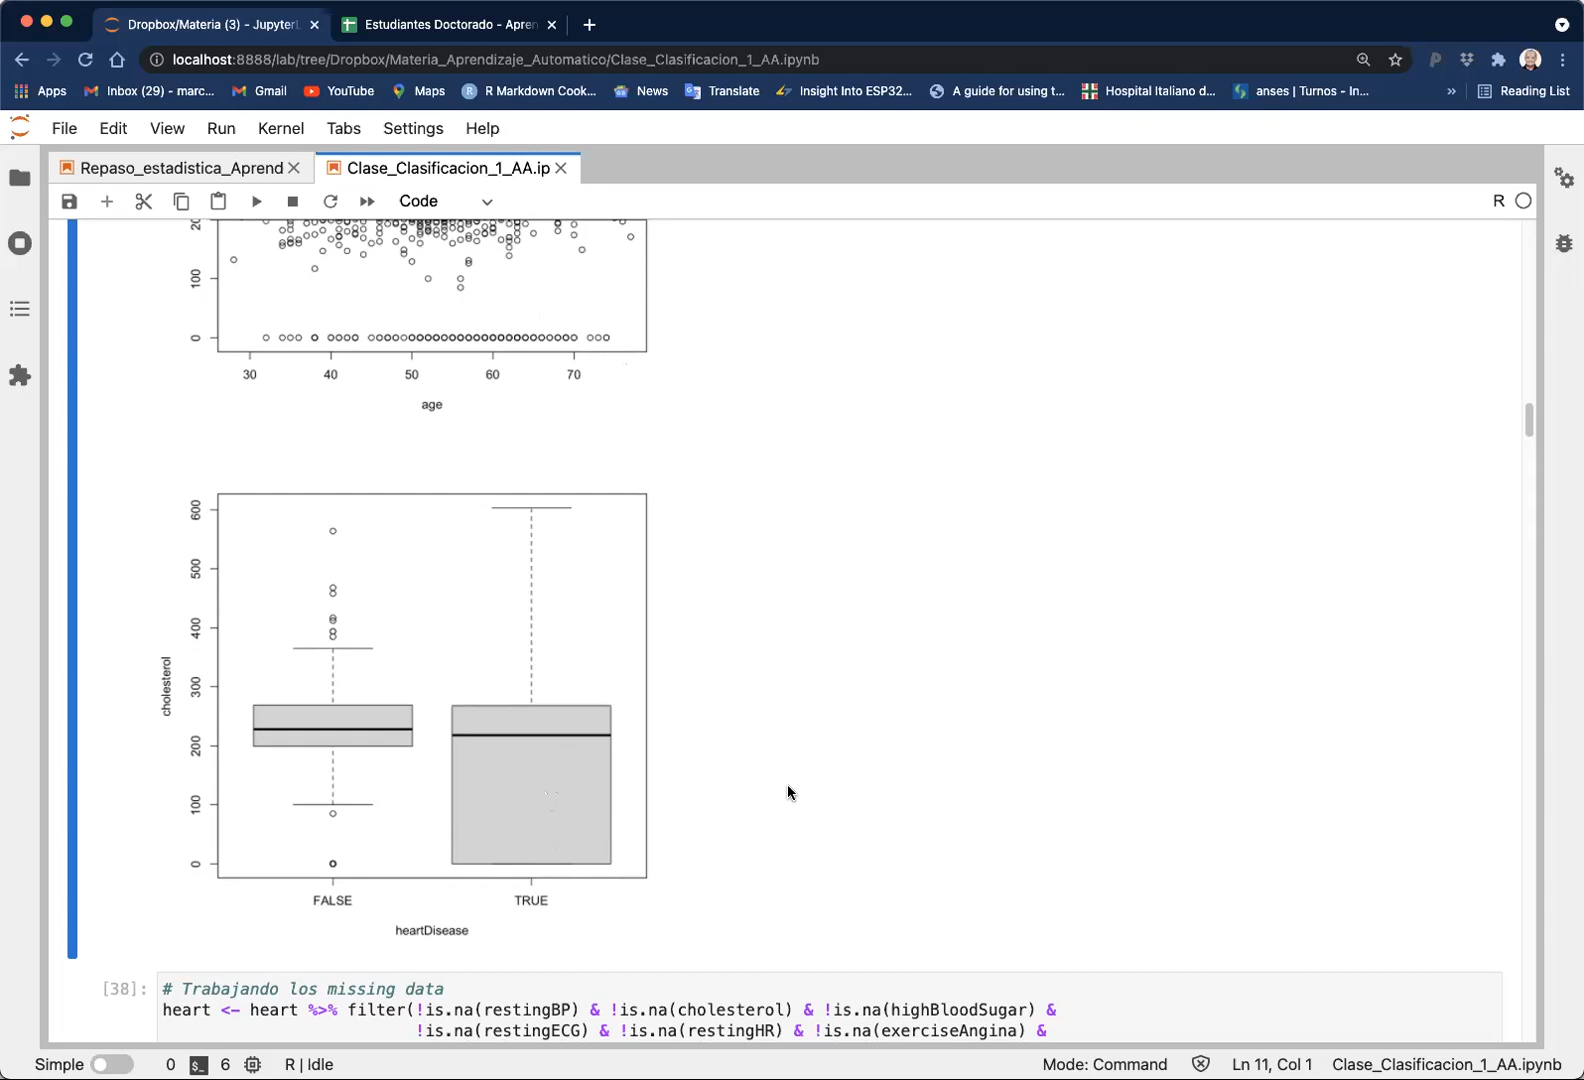 Dropbox/Materia (3) - JupyterL
Estudiantes Doctorado - Apren
localhost:8888/lab/tree/Dropbox/Materia_Aprendizaje_Automatico/Clase_Clasificacion_1_AA.ipynb
Apps
Inbox (29) - marc...
Gmail
YouTube
Maps
R Markdown Cook...
News
Translate
Insight Into ESP32...
A guide for using t...
Hospital Italiano d...
anses | Turnos - In...
»
Reading List
File
Edit
View
Run
Kernel
Tabs
Settings
Help
Repaso_estadistica_Aprend
Clase_Clasificacion_1_AA.ip
Code
R
100
0
30
40
50
60
70
age
600
500
400
300
200
100
0
cholesterol
FALSE
TRUE
heartDisease
[38]:
# Trabajando los missing data
heart <- heart %>% filter(!is.na(restingBP) & !is.na(cholesterol) & !is.na(highBloodSugar) &
!is.na(restingECG) & !is.na(restingHR) & !is.na(exerciseAngina) &
Simple
0
6
R | Idle
Mode: Command
Ln 11, Col 1
Clase_Clasificacion_1_AA.ipynb